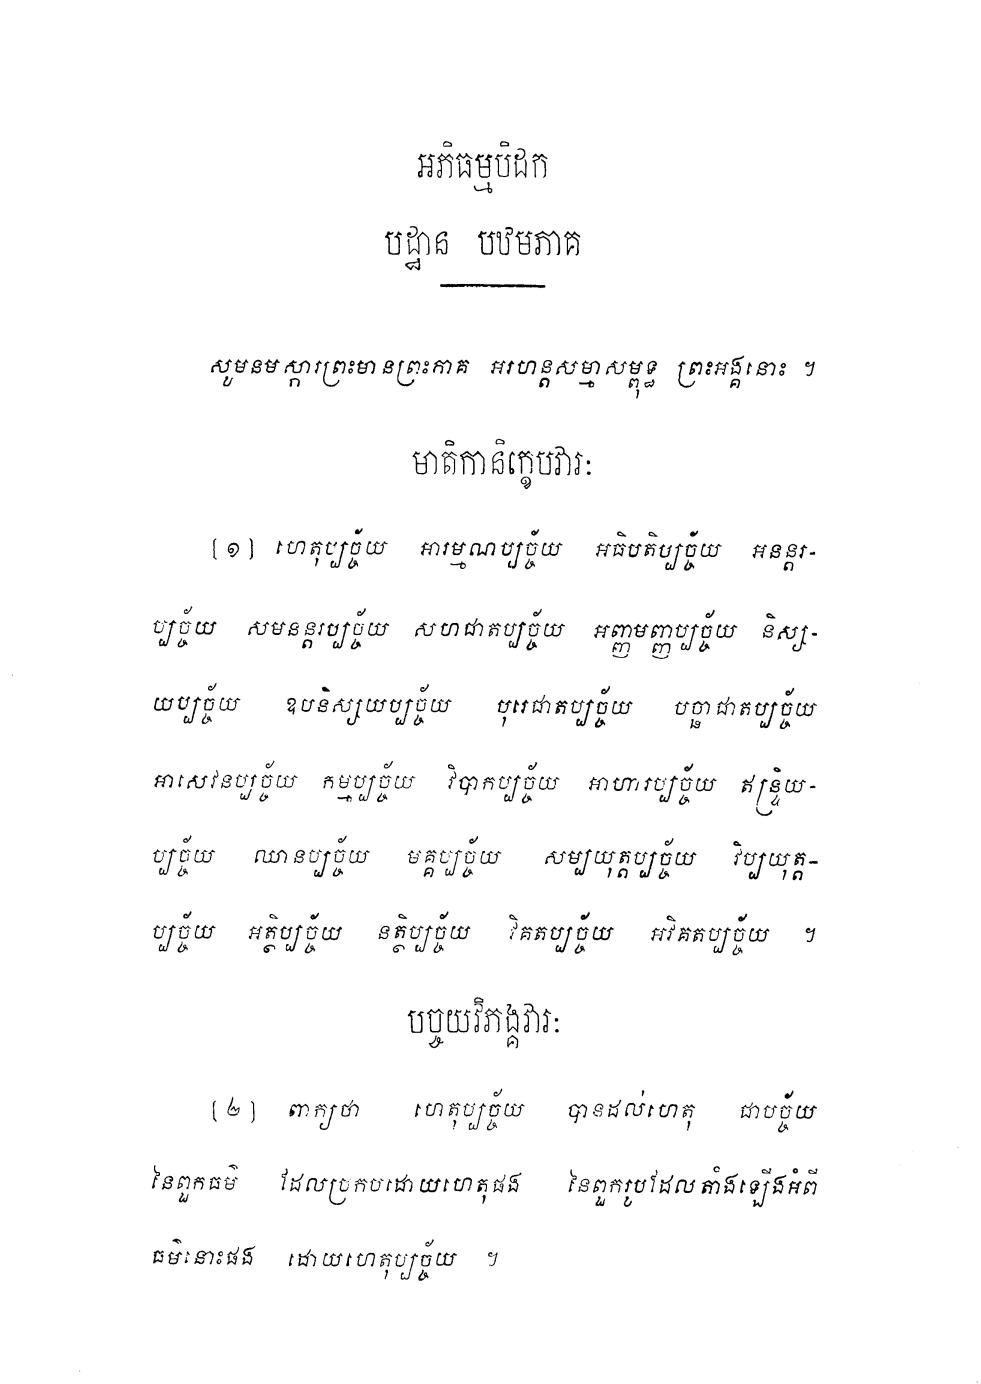 អភិធម្មបិដក
បដ្ឋាន បឋមភាគ
សូមនមស្ការព្រះមានព្រះភាគ អរហន្តសម្មាសម្ពុទ្ធ ព្រះអង្គនោះ ។
មាតិកានិក្ខេបវារៈ
(១) ហេតុប្បច្ច័យ អារម្មណប្បច្ច័យ អធិបតិប្បច្ច័យ អនន្តរ-
ប្បច្ច័យ សមនន្តរប្បច្ច័យ សហជាតប្បច្ច័យ អញ្ញមញ្ញប្បច្ច័យ និស្ស-
យប្បច្ច័យ ឧបនិស្សយប្បច្ច័យ បុរេជាតប្បច្ច័យ បច្ឆាជាតប្បច្ច័យ
អាសេវនប្បច្ច័យ កម្មប្បច្ច័យ វិបាកប្បច្ច័យ អាហារប្បច្ច័យ ឥន្ទ្រិយ-
ប្បច្ច័យ ឈានប្បច្ច័យ មគ្គប្បច្ច័យ សម្បយុត្តប្បច្ច័យ វិប្បយុត្ត-
ប្បច្ច័យ អត្ថិប្បច្ច័យ នត្ថិប្បច្ច័យ វិគតប្បច្ច័យ អវិគតប្បច្ច័យ ។
បច្ចយវិភង្គវារៈ
(២) ពាក្យថា ហេតុប្បច្ច័យ បានដល់ហេតុ ជាបច្ច័យ
នៃពួកធម៌ ដែលប្រកបដោយហេតុផង នៃពួករូបដែលតាំងឡើងអំពី
ធម៌នោះផង ដោយហេតុប្បច្ច័យ ។